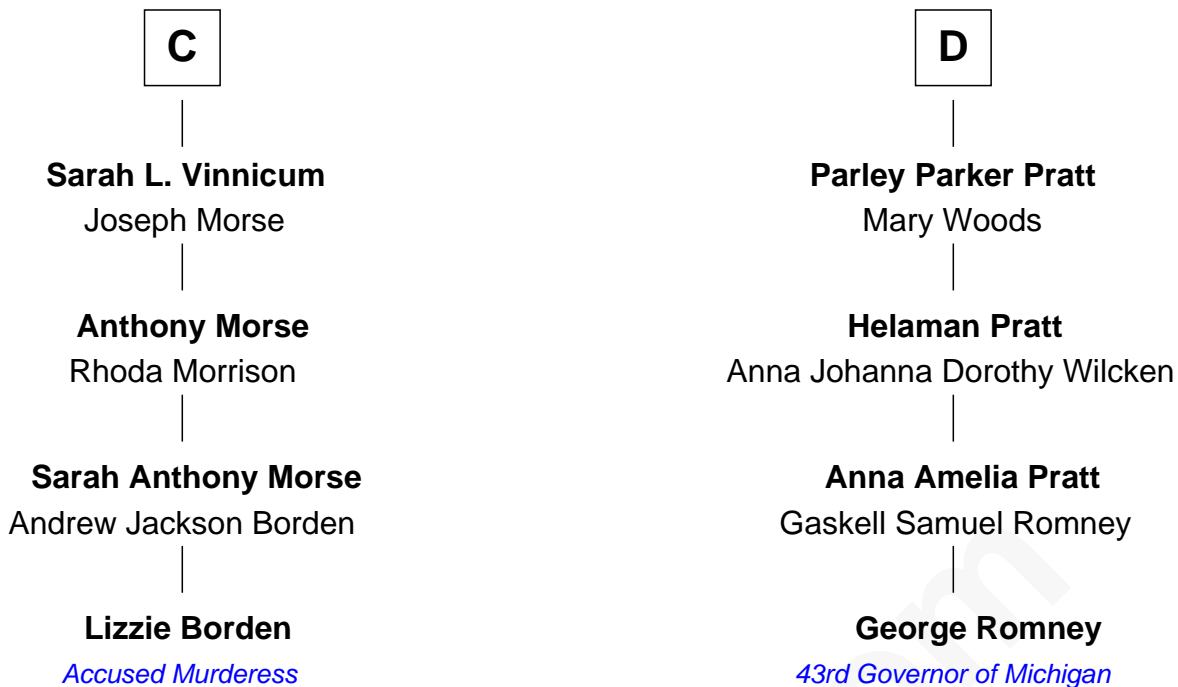 C
Sarah L. Vinnicum
Joseph Morse
Anthony Morse
Rhoda Morrison
Sarah Anthony Morse
Andrew Jackson Borden
Lizzie Borden
Accused Murderess
D
Parley Parker Pratt
Mary Woods
Helaman Pratt
Anna Johanna Dorothy Wilcken
Anna Amelia Pratt
Gaskell Samuel Romney
George Romney
43rd Governor of Michigan
om